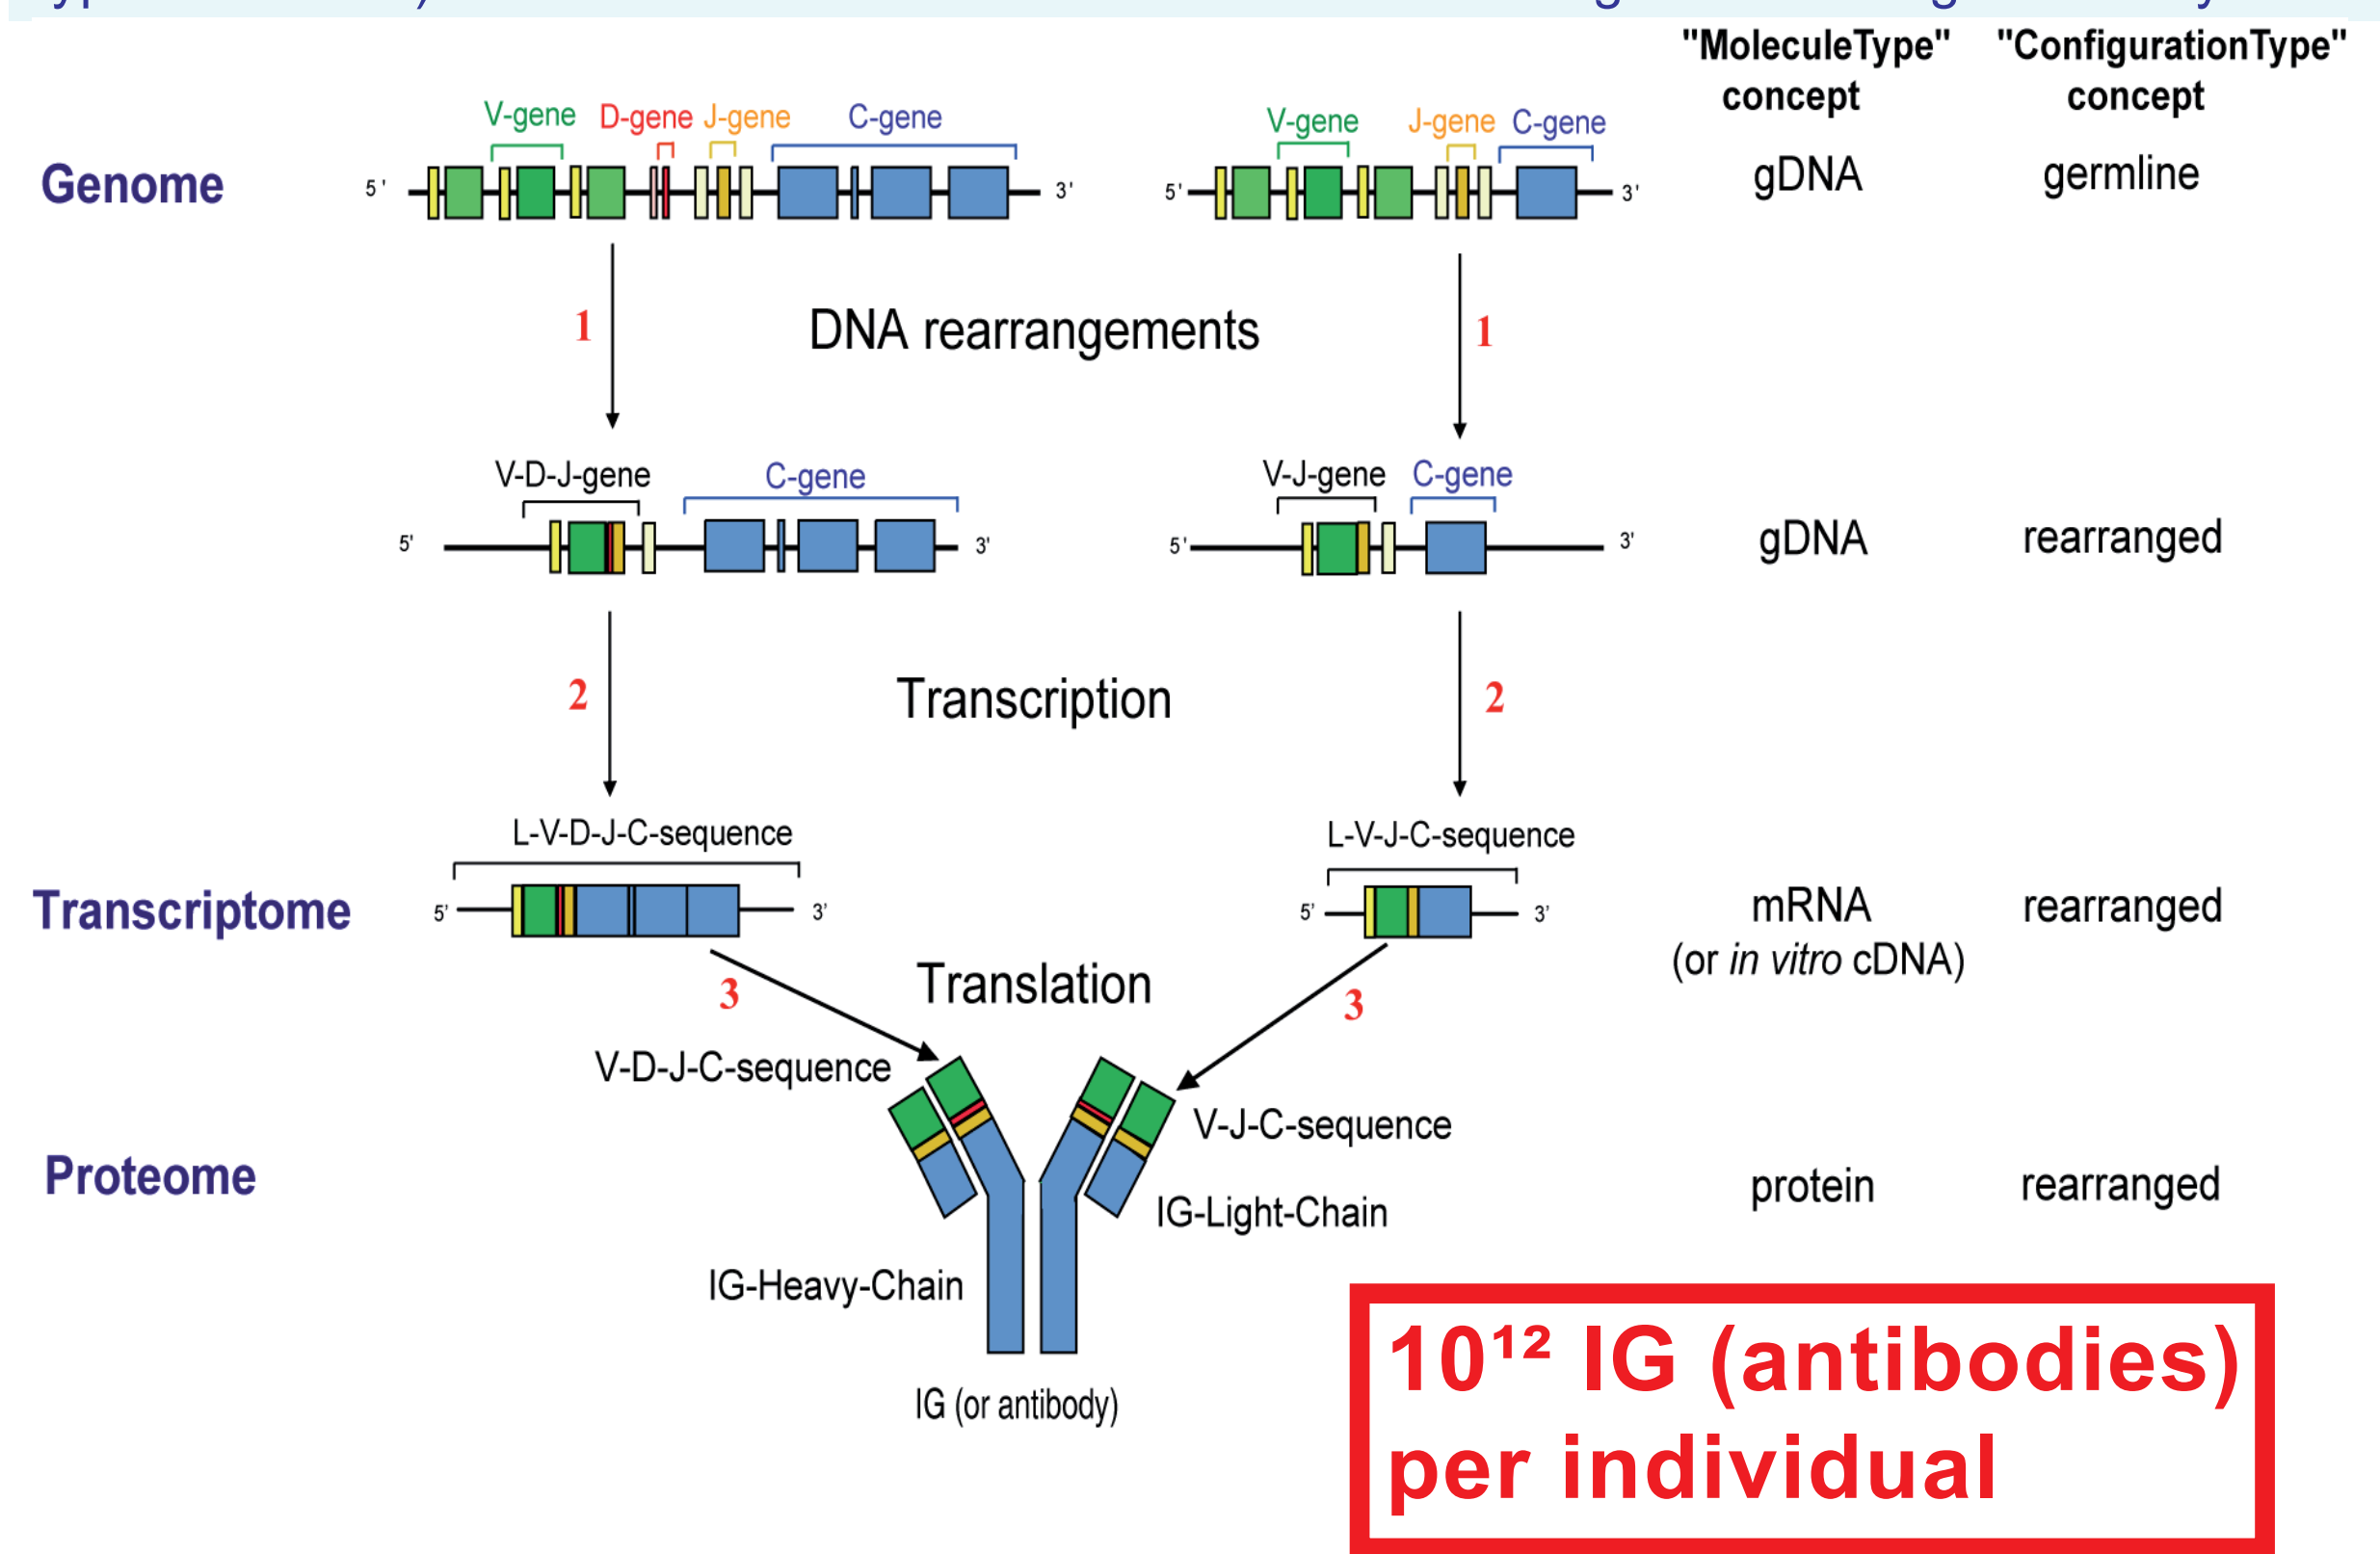 "MoleculeType" "ConfigurationType"
concept concept
V-gene D-gene J-gene C-gene V-gene J-gene C-gene
Genome 5' 3' 5' 3' gDNA germline
1 DNA rearrangements 1
V-D-J-gene C-gene V-J-gene C-gene
5' 3' 5' 3' gDNA rearranged
2 Transcription 2
L-V-D-J-C-sequence L-V-J-C-sequence
Transcriptome 5' 3' 5' 3' mRNA rearranged
(or in vitro cDNA)
3 Translation 3
V-D-J-C-sequence
V-J-C-sequence
Proteome protein rearranged
IG-Light-Chain
IG-Heavy-Chain
IG (or antibody)
10¹² IG (antibodies)
per individual